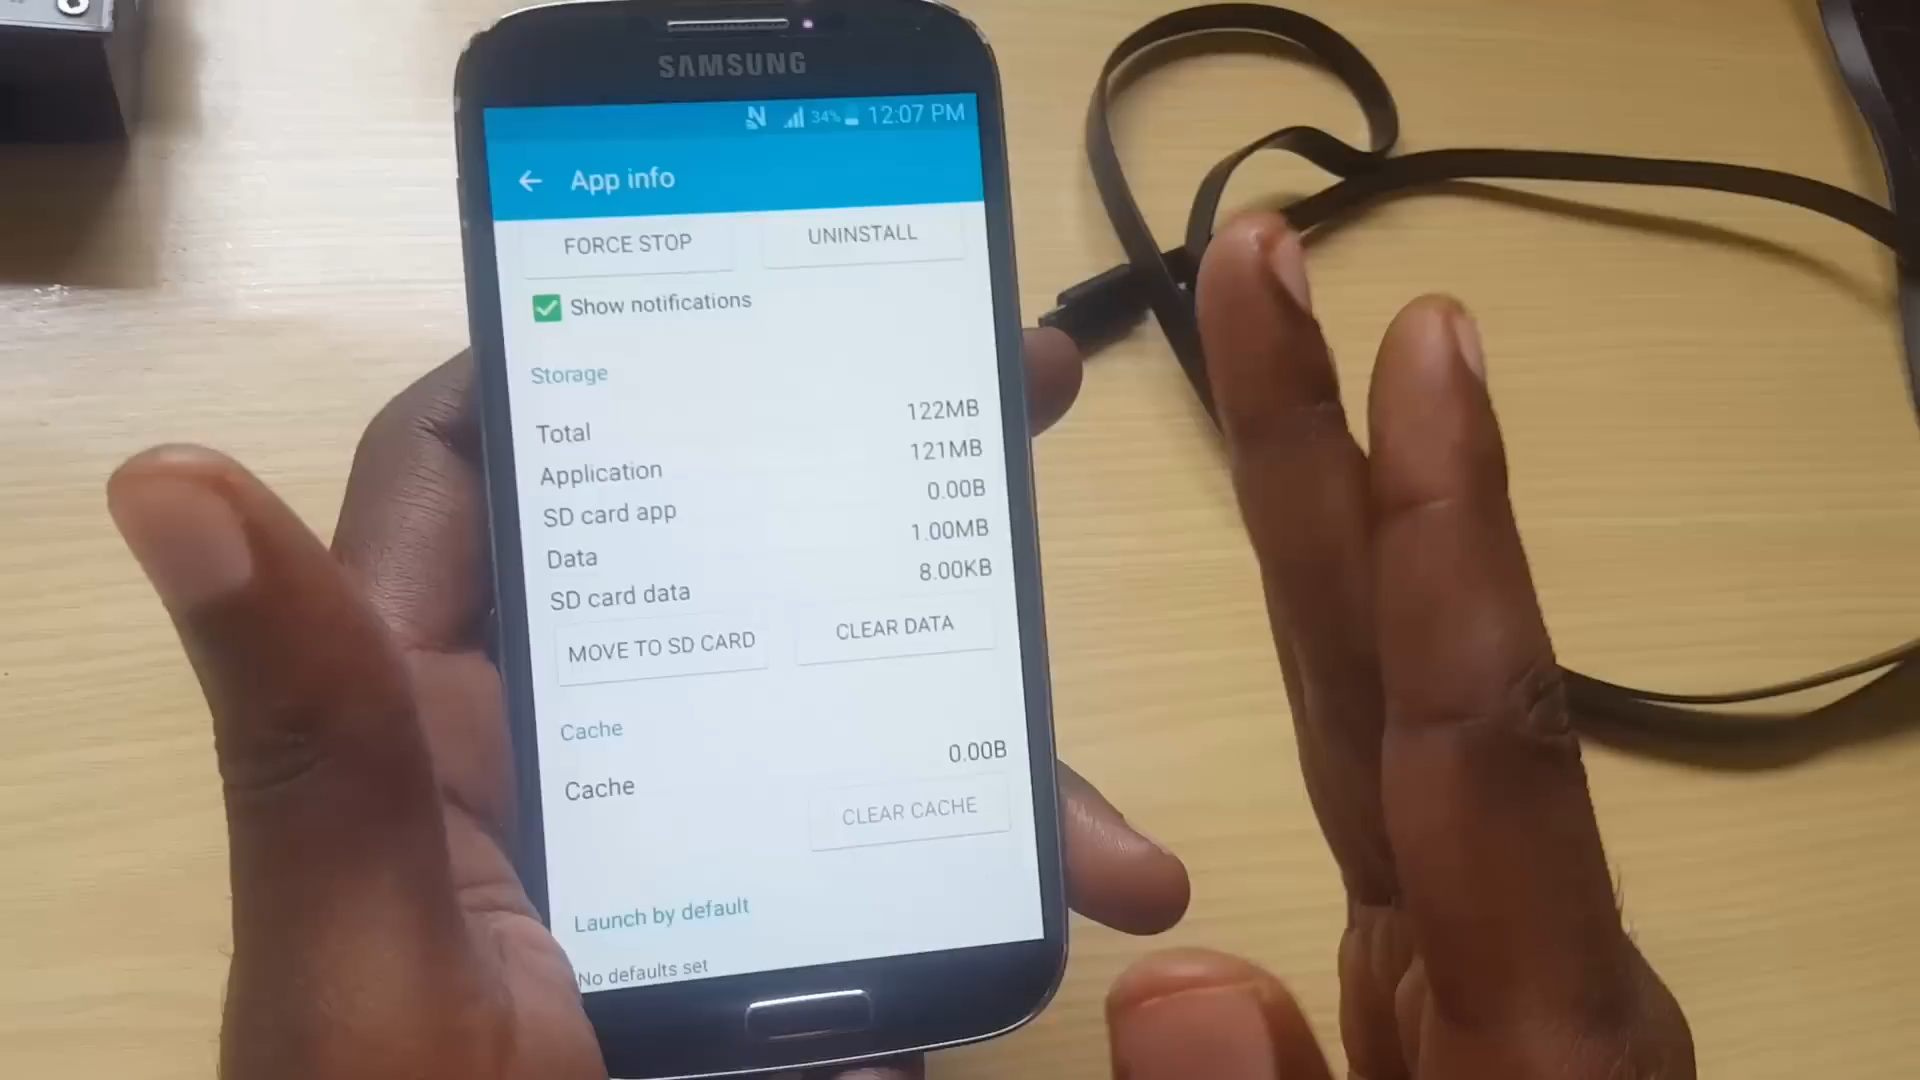 SAMSUNG
34% 12:07 PM
App info
FORCE STOP UNINSTALL
Show notifications
Storage
Total 122MB
Application 121MB
SD card app 0.00B
Data 1.00MB
SD card data 8.00KB
MOVE TO SD CARD CLEAR DATA
Cache
Cache 0.00B
CLEAR CACHE
Launch by default
No defaults set